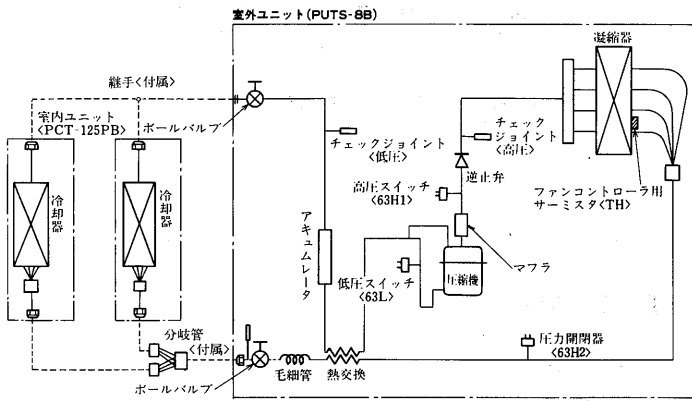 室外ユニット(PUTS-8B)
凝縮器
継手<付属>
室内ユニット
<PCT-125PB>
ボールバルブ
チェックジョイント
<低圧>
チェック
ジョイント
<高圧>
逆止弁
高圧スイッチ
<63H1>
ファンコントローラ用
サーミスタ<TH>
冷却器
冷却器
アキュムレータ
マフラ
低圧スイッチ
<63L>
圧縮機
分岐管
<付属>
圧力開閉器
<63H2>
ボールバルブ
毛細管
熱交換